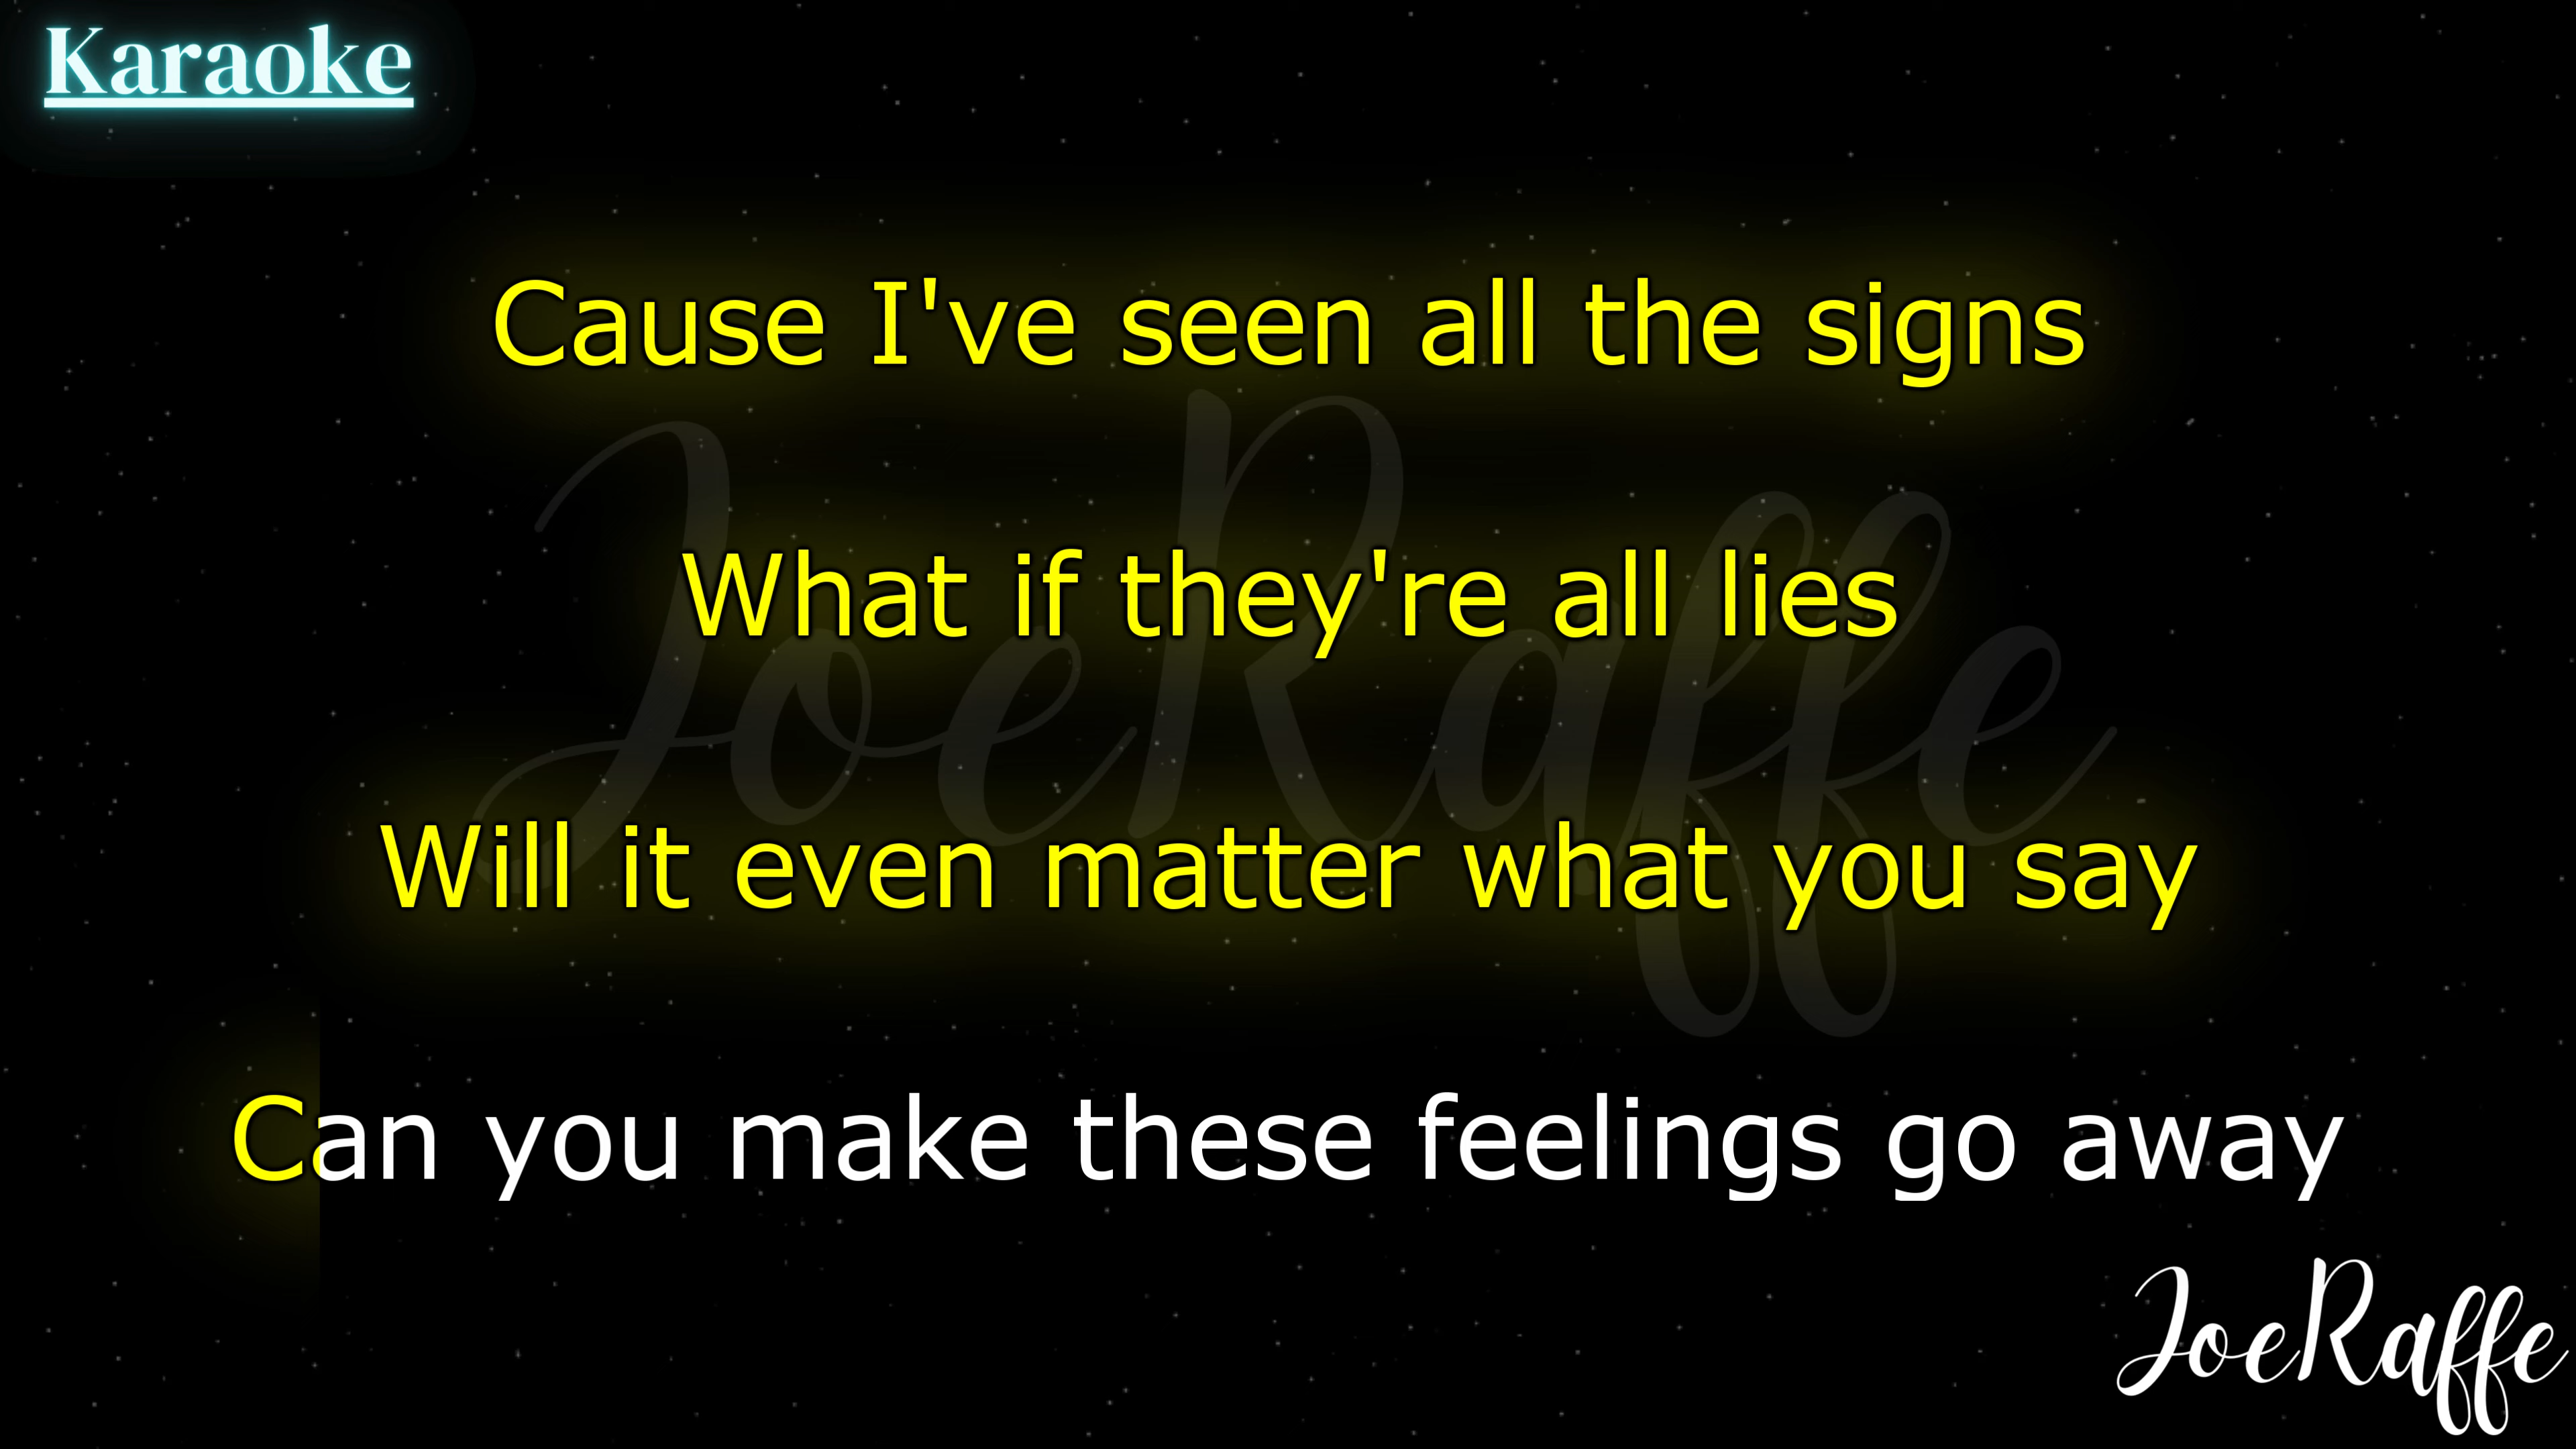 Karaoke
Cause I've seen all the signs
What if they're all lies
Will it even matter what you say
Can you make these feelings go away
JoeRaffe
JoeRaffe